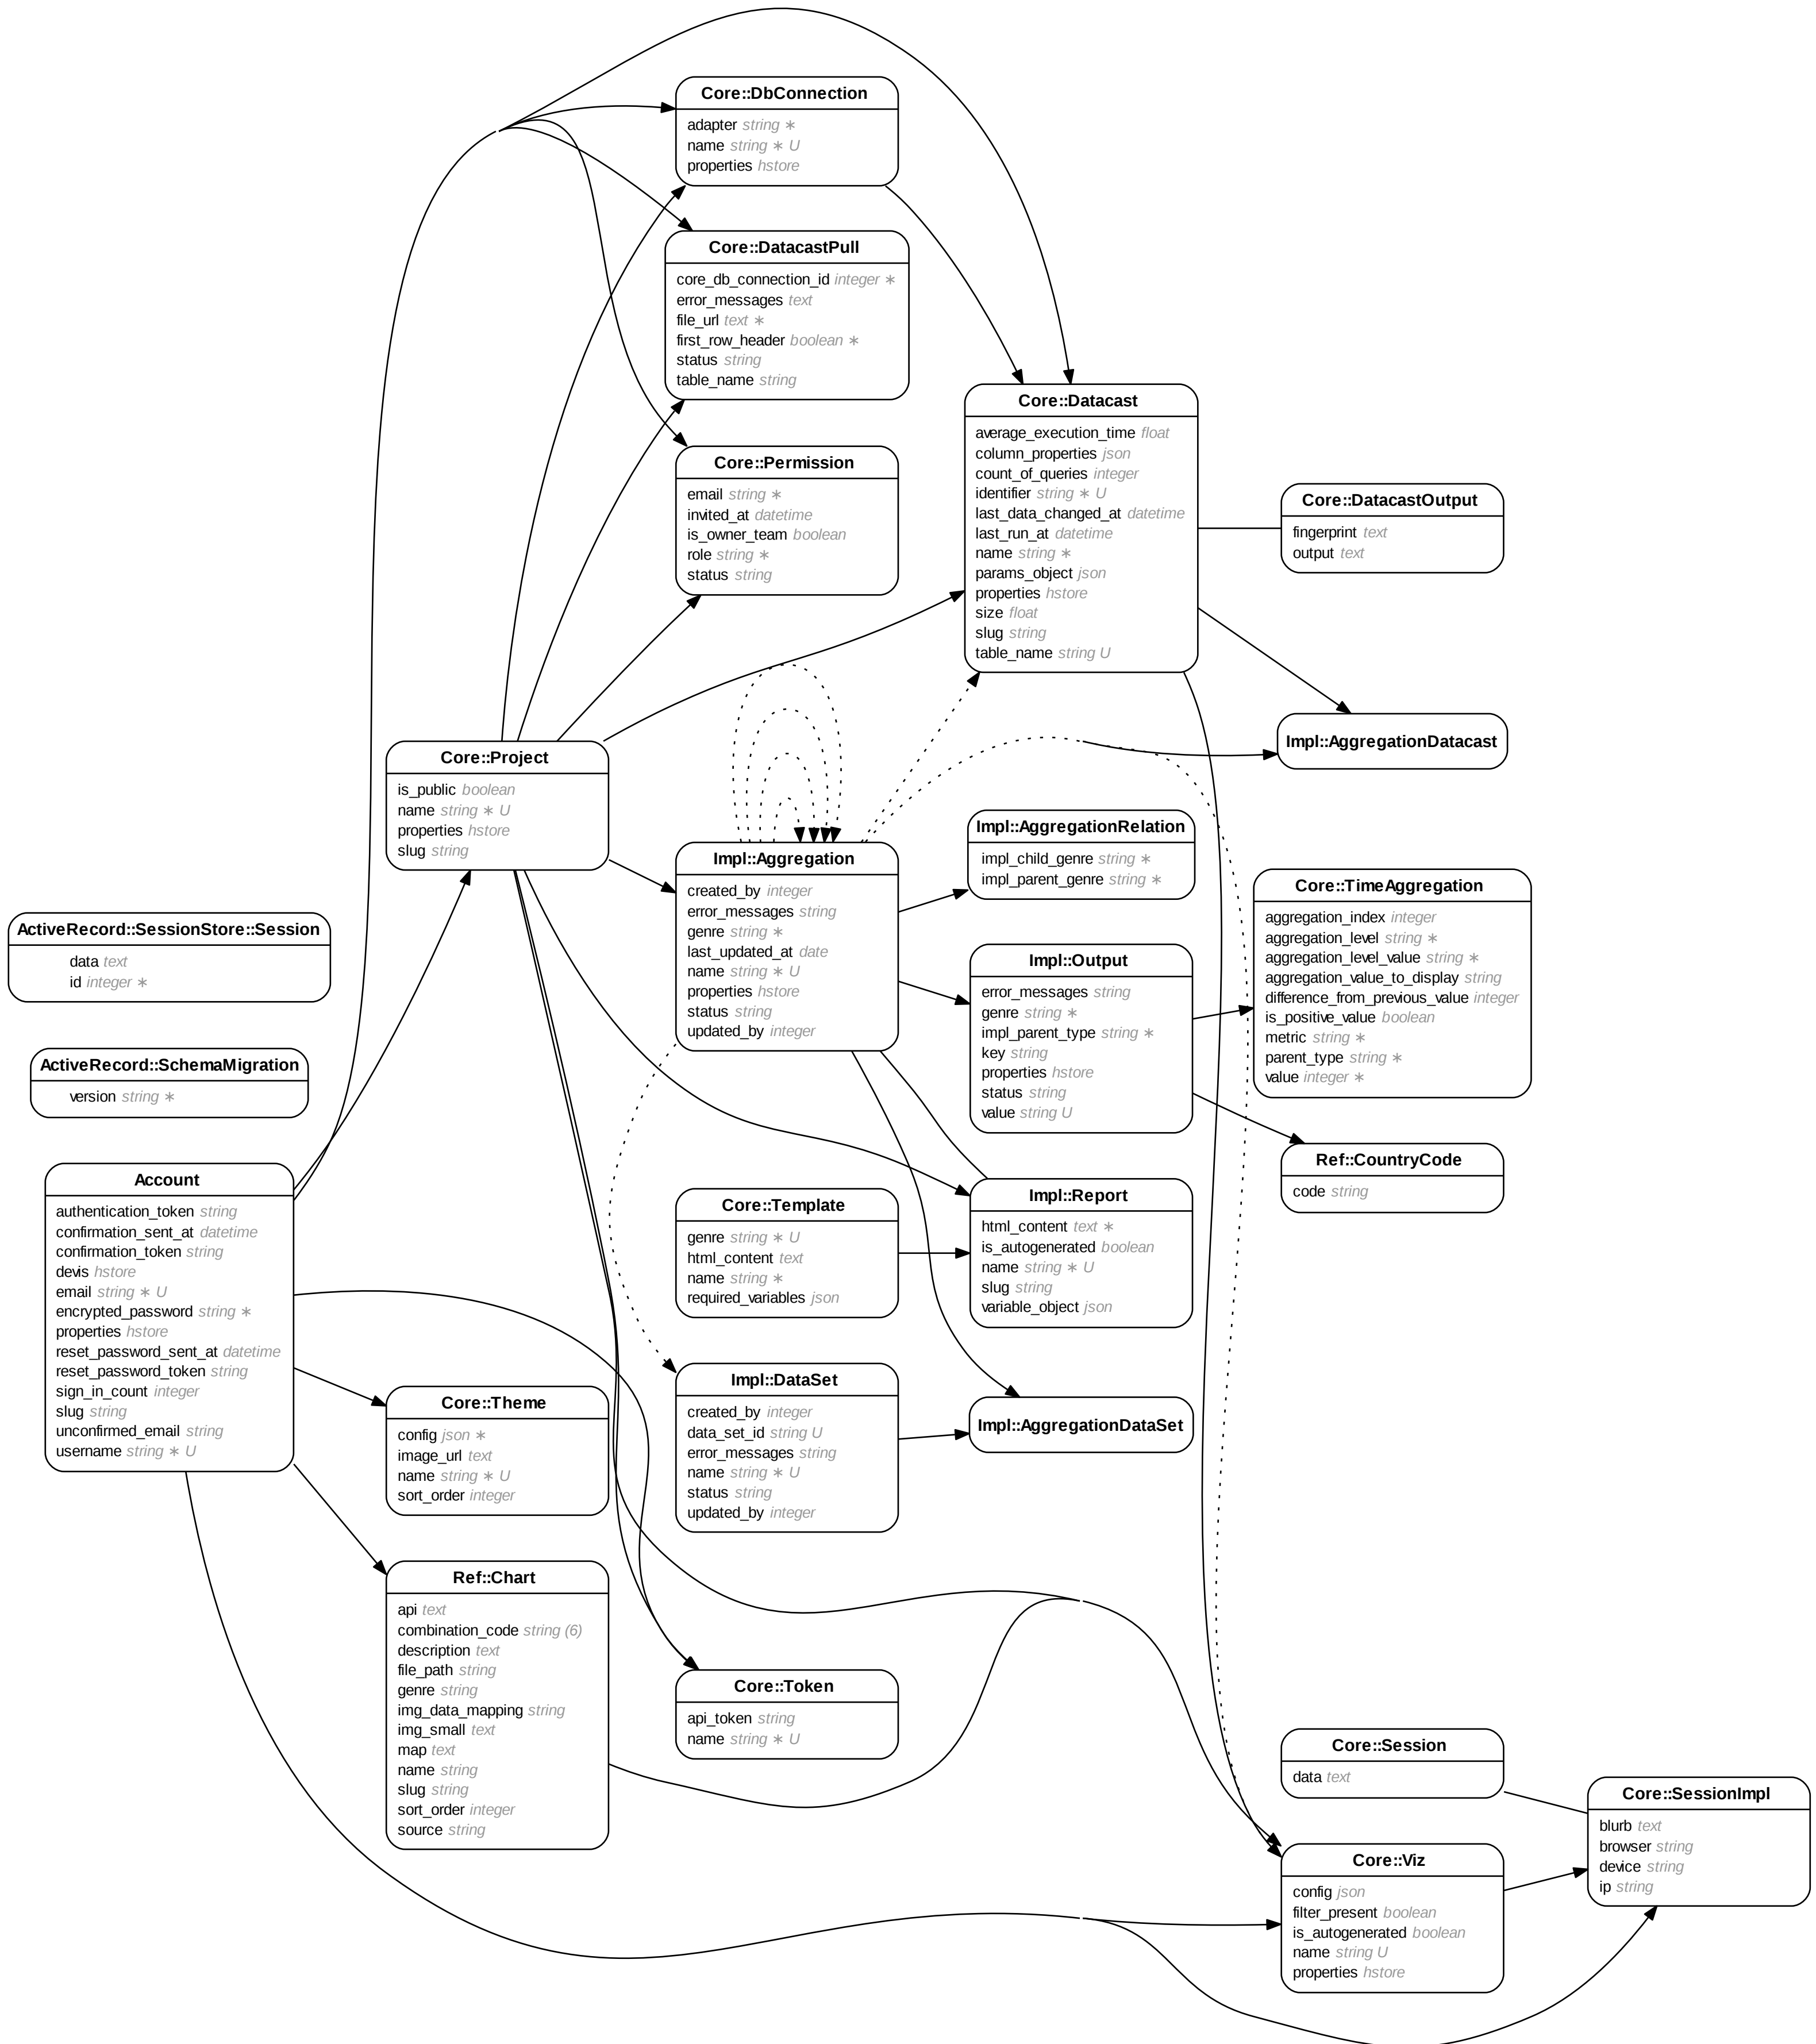 Core::DbConnection
adapter string ∗
name string ∗ U
properties hstore
Core::DatacastPull
core_db_connection_id integer ∗
error_messages text
file_url text ∗
first_row_header boolean ∗
status string
table_name string
Core::Permission
email string ∗
invited_at datetime
is_owner_team boolean
role string ∗
status string
Core::Datacast
average_execution_time float
column_properties json
count_of_queries integer
identifier string ∗ U
last_data_changed_at datetime
last_run_at datetime
name string ∗
params_object json
properties hstore
size float
slug string
table_name string U
Core::DatacastOutput
fingerprint text
output text
Impl::AggregationDatacast
Core::Project
is_public boolean
name string ∗ U
properties hstore
slug string
Impl::Aggregation
created_by integer
error_messages string
genre string ∗
last_updated_at date
name string ∗ U
properties hstore
status string
updated_by integer
Impl::AggregationRelation
impl_child_genre string ∗
impl_parent_genre string ∗
Core::TimeAggregation
aggregation_index integer
aggregation_level string ∗
aggregation_level_value string ∗
aggregation_value_to_display string
difference_from_previous_value integer
is_positive_value boolean
metric string ∗
parent_type string ∗
value integer ∗
Impl::Output
error_messages string
genre string ∗
impl_parent_type string ∗
key string
properties hstore
status string
value string U
Ref::CountryCode
code string
ActiveRecord::SessionStore::Session
data text
id integer ∗
ActiveRecord::SchemaMigration
version string ∗
Account
authentication_token string
confirmation_sent_at datetime
confirmation_token string
devis hstore
email string ∗ U
encrypted_password string ∗
properties hstore
reset_password_sent_at datetime
reset_password_token string
sign_in_count integer
slug string
unconfirmed_email string
username string ∗ U
Core::Template
genre string ∗ U
html_content text
name string ∗
required_variables json
Impl::Report
html_content text ∗
is_autogenerated boolean
name string ∗ U
slug string
variable_object json
Core::Theme
config json ∗
image_url text
name string ∗ U
sort_order integer
Impl::DataSet
created_by integer
data_set_id string U
error_messages string
name string ∗ U
status string
updated_by integer
Impl::AggregationDataSet
Ref::Chart
api text
combination_code string (6)
description text
file_path string
genre string
img_data_mapping string
img_small text
map text
name string
slug string
sort_order integer
source string
Core::Token
api_token string
name string ∗ U
Core::Session
data text
Core::SessionImpl
blurb text
browser string
device string
ip string
Core::Viz
config json
filter_present boolean
is_autogenerated boolean
name string U
properties hstore